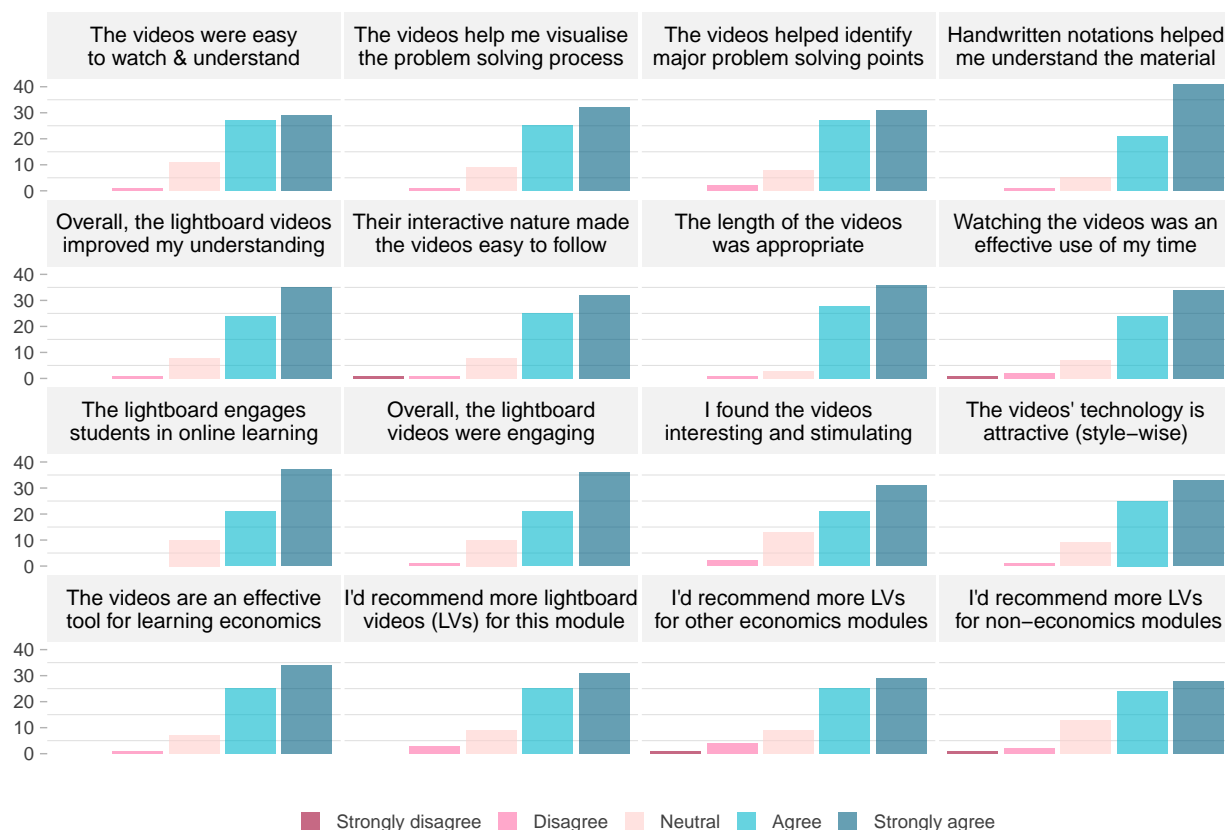 The videos were easy
to watch & understand
The videos help me visualise
the problem solving process
The videos helped identify
major problem solving points
Handwritten notations helped
me understand the material
40
30
20
10
0
Overall, the lightboard videos
improved my understanding
Their interactive nature made
the videos easy to follow
The length of the videos
was appropriate
Watching the videos was an
effective use of my time
40
30
20
10
0
The lightboard engages
students in online learning
Overall, the lightboard
videos were engaging
I found the videos
interesting and stimulating
The videos' technology is
attractive (style−wise)
40
30
20
10
0
The videos are an effective
tool for learning economics
I'd recommend more lightboard
videos (LVs) for this module
I'd recommend more LVs
for other economics modules
I'd recommend more LVs
for non−economics modules
40
30
20
10
0
Strongly disagree Disagree Neutral Agree Strongly agree